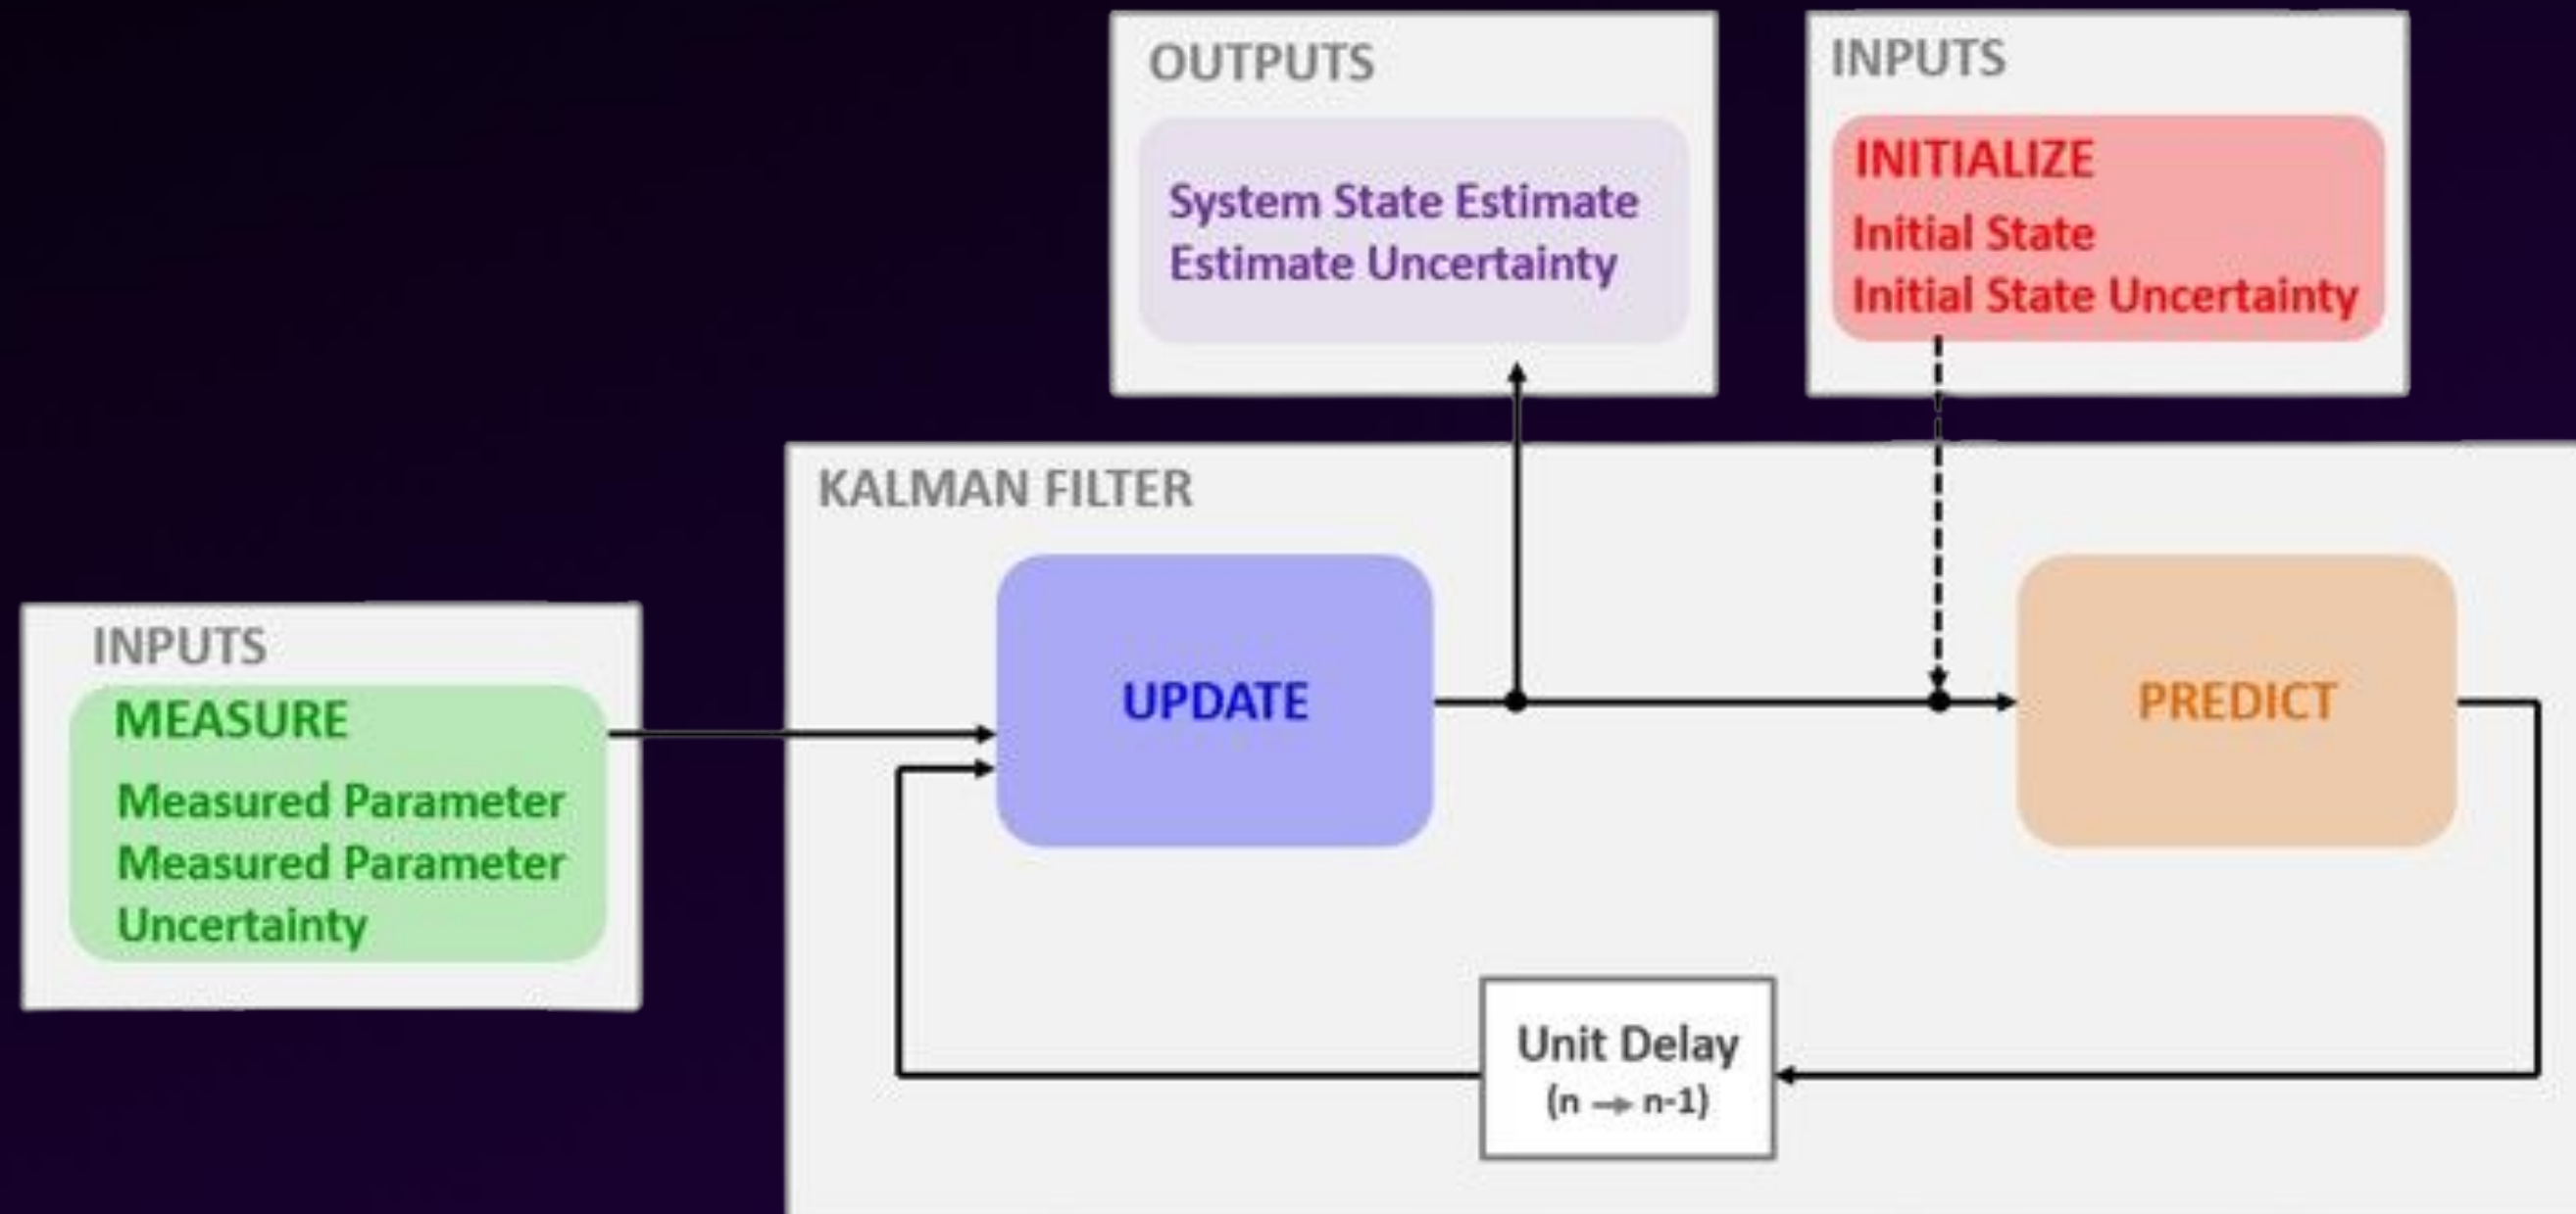 OUTPUTS
System State Estimate
Estimate Uncertainty
INPUTS
INITIALIZE
Initial State
Initial State Uncertainty
KALMAN FILTER
INPUTS
MEASURE
Measured Parameter
Measured Parameter
Uncertainty
UPDATE
PREDICT
Unit Delay
(n → n-1)